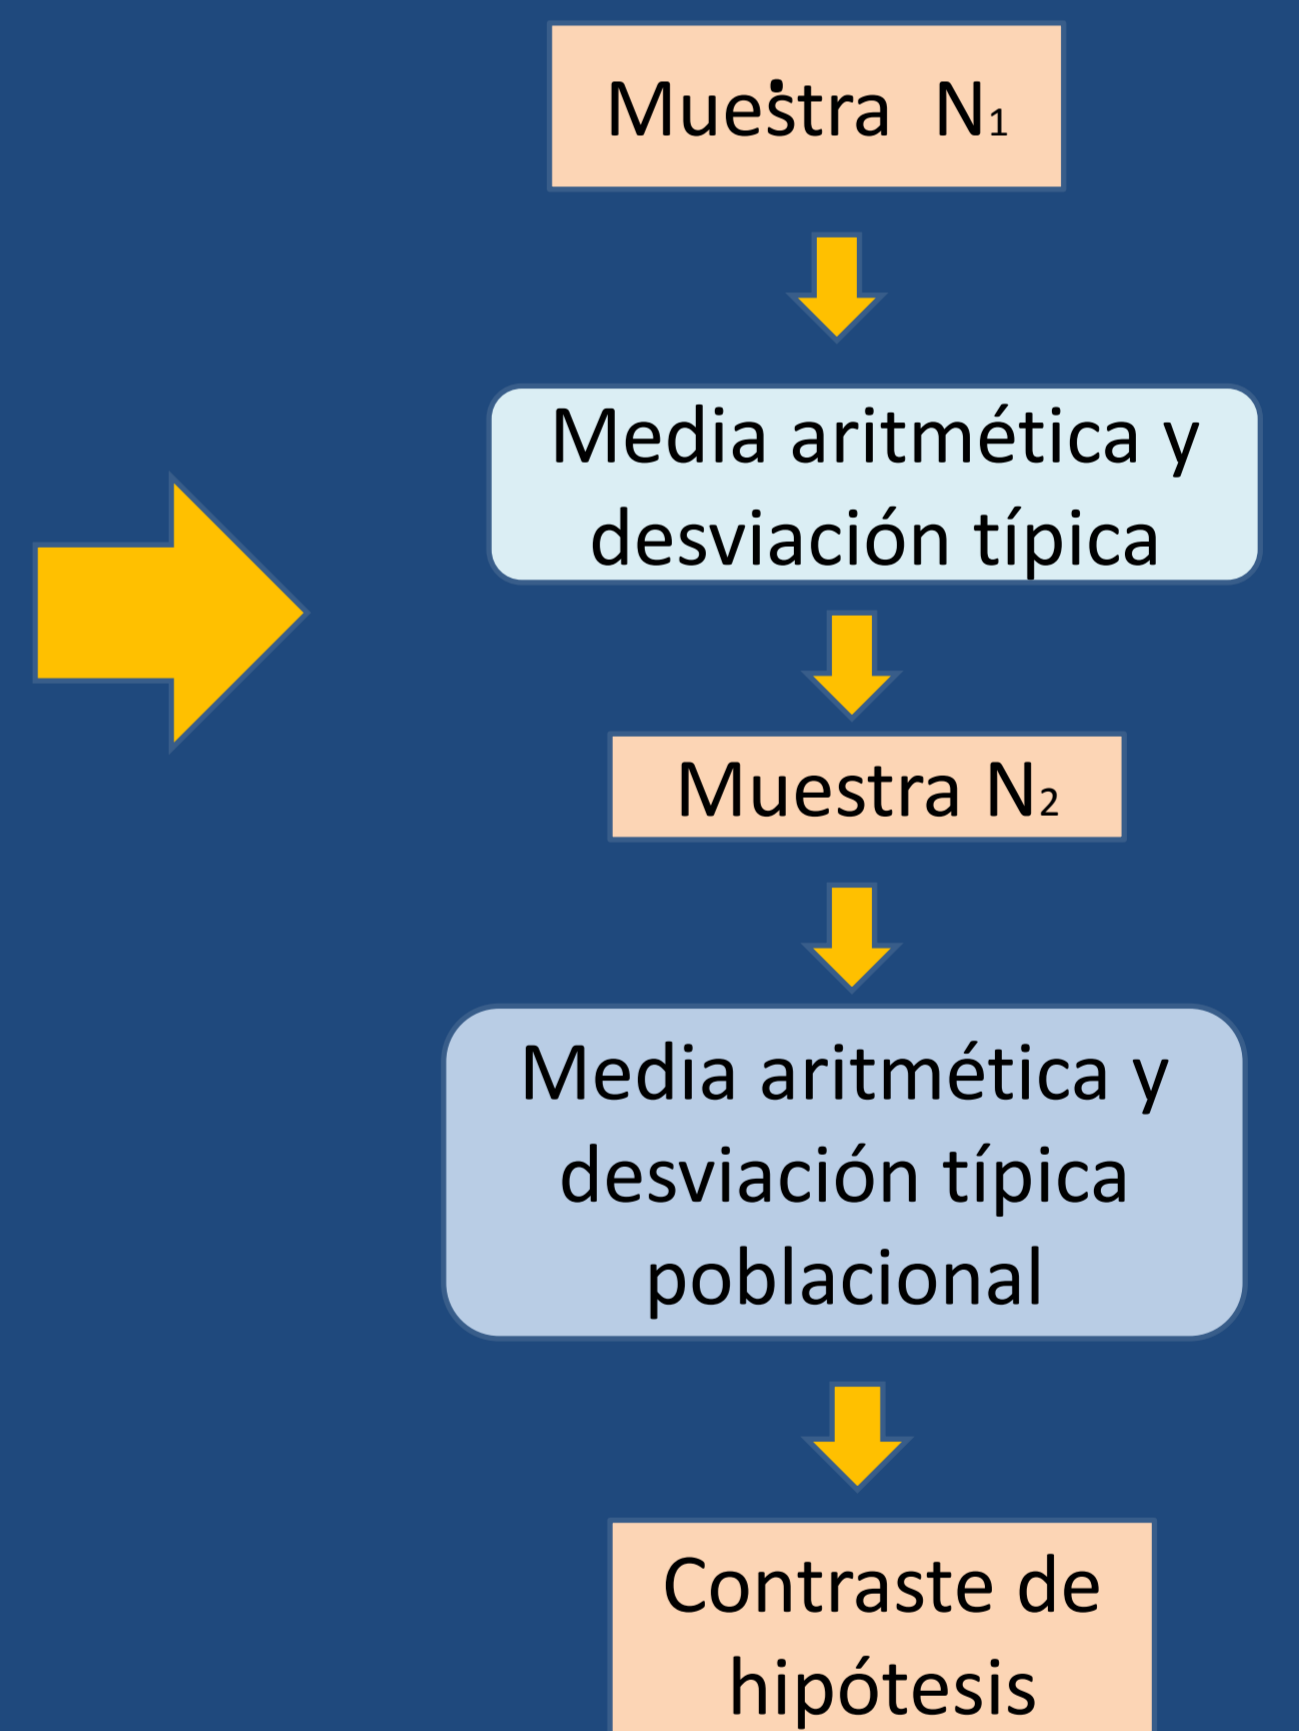 Muestra N₁
Media aritmética y
desviación típica
Muestra N₂
Media aritmética y
desviación típica
poblacional
Contraste de
hipótesis